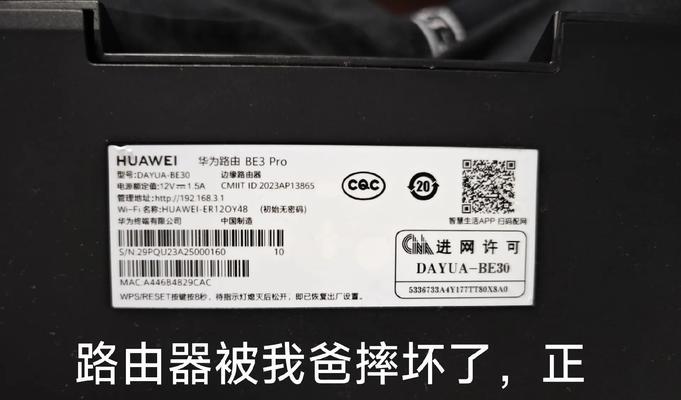 HUAWEI 华为路由 BE3 Pro
型号:DAYUA-BE30 边缘路由器
电源额定值:12V⎓1.5A CMIIT ID 2023AP13865
管理地址:http://192.168.3.1
Wi-Fi 名称:HUAWEI-ER12OY48 (初始无密码)
华为终端有限公司 中国制造
CQC
20
智慧生活APP 扫码配网
S/N:29PQU23A25000160 10
MAC:A446B4829CAC
WPS/RESET按键按8秒，待指示灯熄灭后松开，即已恢复出厂设置。
进网许可
DAYUA-BE30
5336733A4Y177TT80X8A0
路由器被我爸摔坏了，正